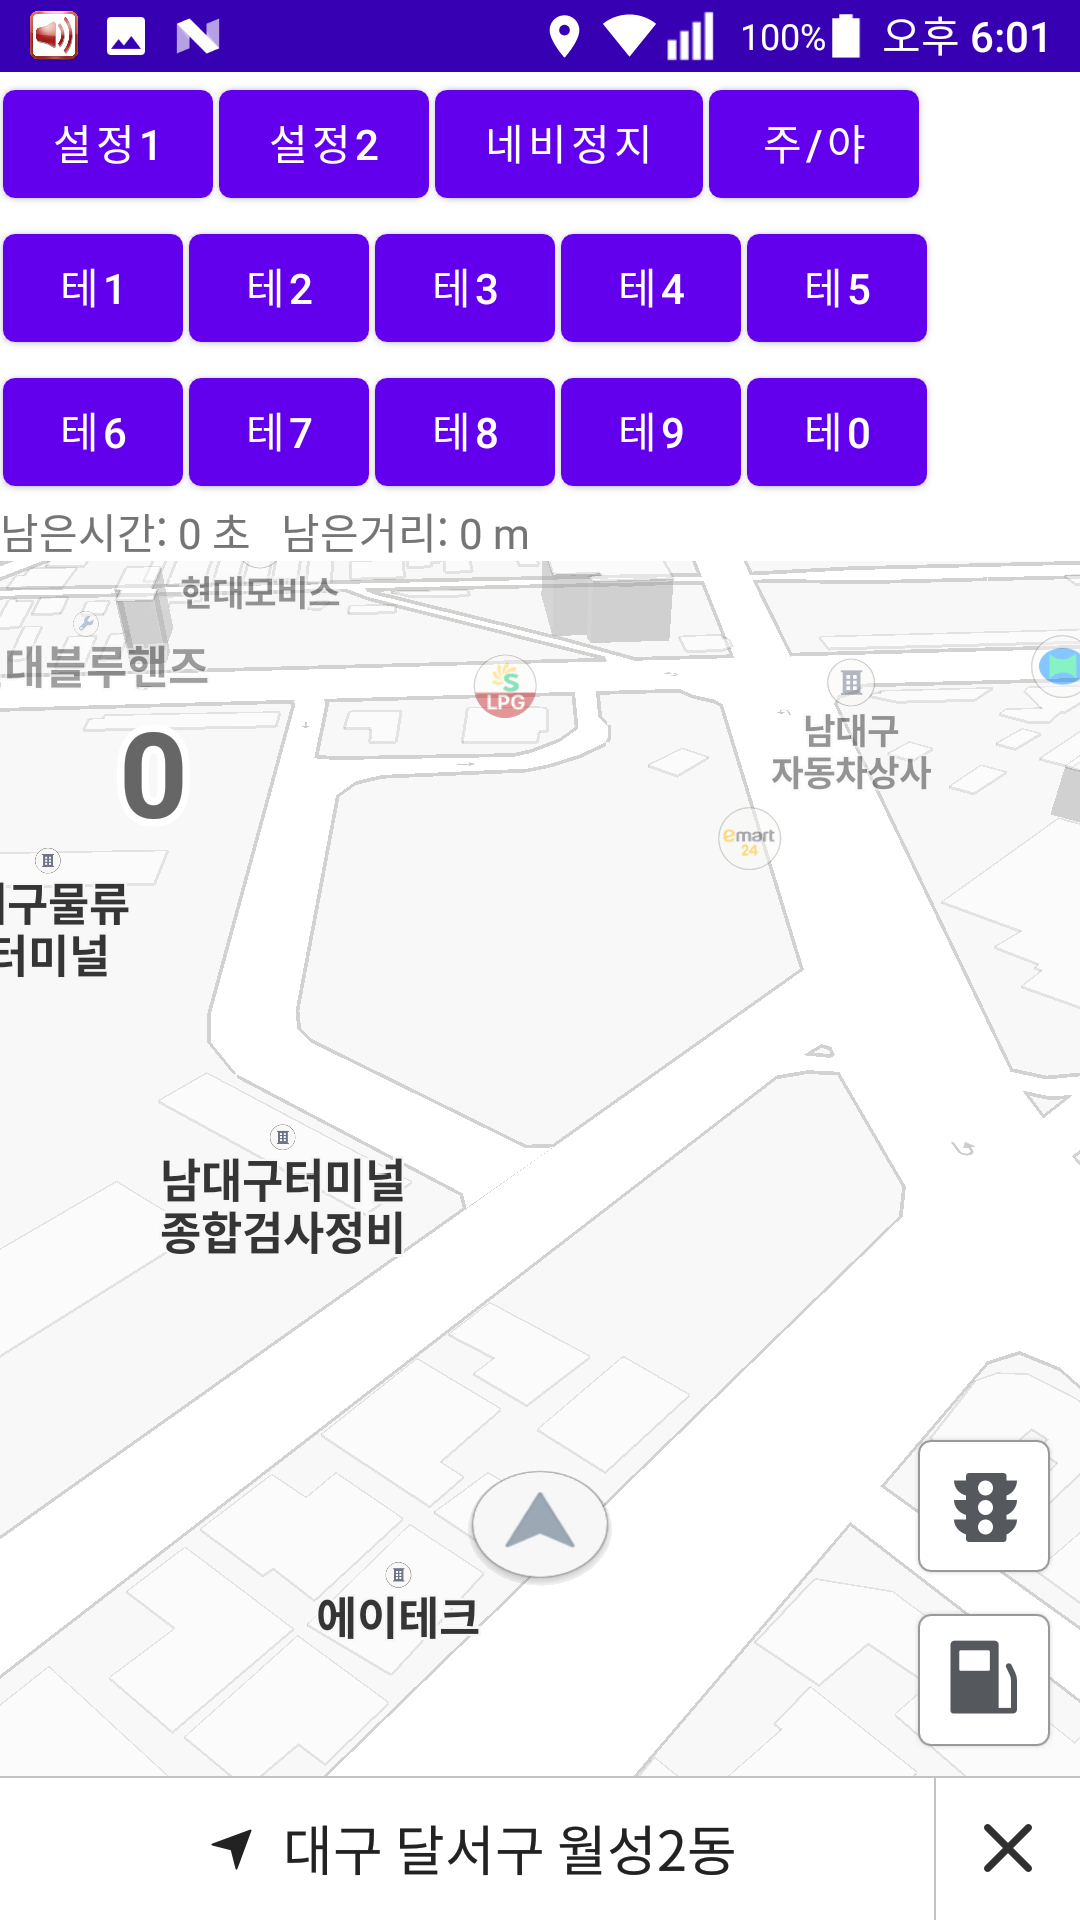 100% 오후 6:01
설정1 설정2 네비정지 주/야
테1 테2 테3 테4 테5
테6 테7 테8 테9 테0
남은시간: 0 초 남은거리: 0 m
현대모비스
대블루핸즈
S
LPG
남대구
자동차상사
0
emart
24
구물류
터미널
남대구터미널
종합검사정비
에이테크
대구 달서구 월성2동